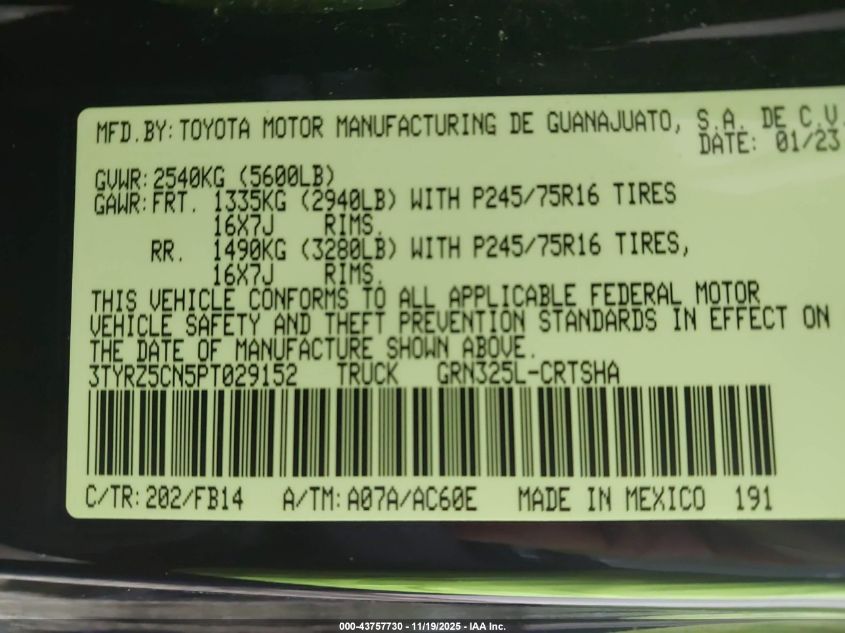 MFD.BY: TOYOTA MOTOR MANUFACTURING DE GUANAJUATO, S.A. DE C.V.
DATE: 01/23
GVWR: 2540KG (5600LB)
GAWR: FRT. 1335KG (2940LB) WITH P245/75R16 TIRES
16X7J RIMS.
RR. 1490KG (3280LB) WITH P245/75R16 TIRES,
16X7J RIMS.
THIS VEHICLE CONFORMS TO ALL APPLICABLE FEDERAL MOTOR
VEHICLE SAFETY AND THEFT PREVENTION STANDARDS IN EFFECT ON
THE DATE OF MANUFACTURE SHOWN ABOVE.
3TYRZ5CN5PT029152 TRUCK GRN325L-CRTSHA
C/TR: 202/FB14 A/TM: A07A/AC60E MADE IN MEXICO 191
000-43757730 - 11/19/2025 - IAA Inc.